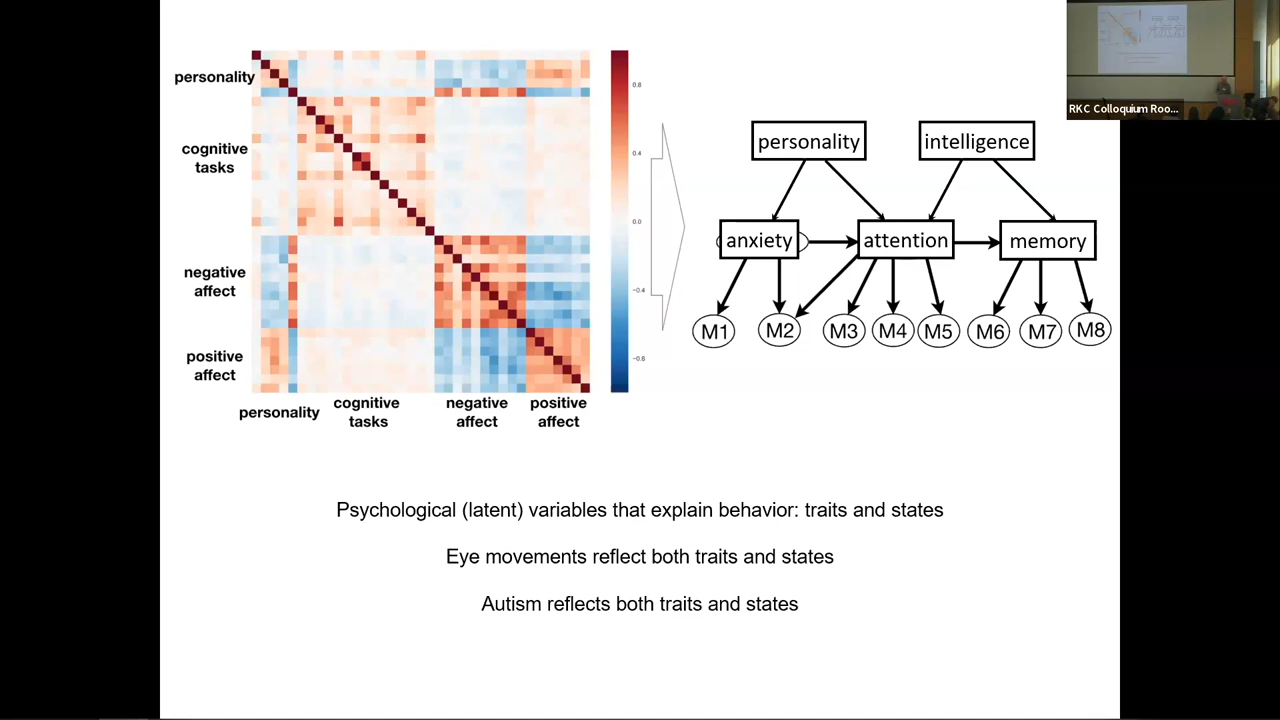 personality
cognitive
tasks
negative
affect
positive
affect
personality
cognitive
tasks
negative
affect
positive
affect
0.8
0.4
0.0
−0.4
−0.8
personality
intelligence
anxiety
attention
memory
M1
M2
M3
M4
M5
M6
M7
M8
Psychological (latent) variables that explain behavior: traits and states
Eye movements reflect both traits and states
Autism reflects both traits and states
RKC Colloquium Roo...